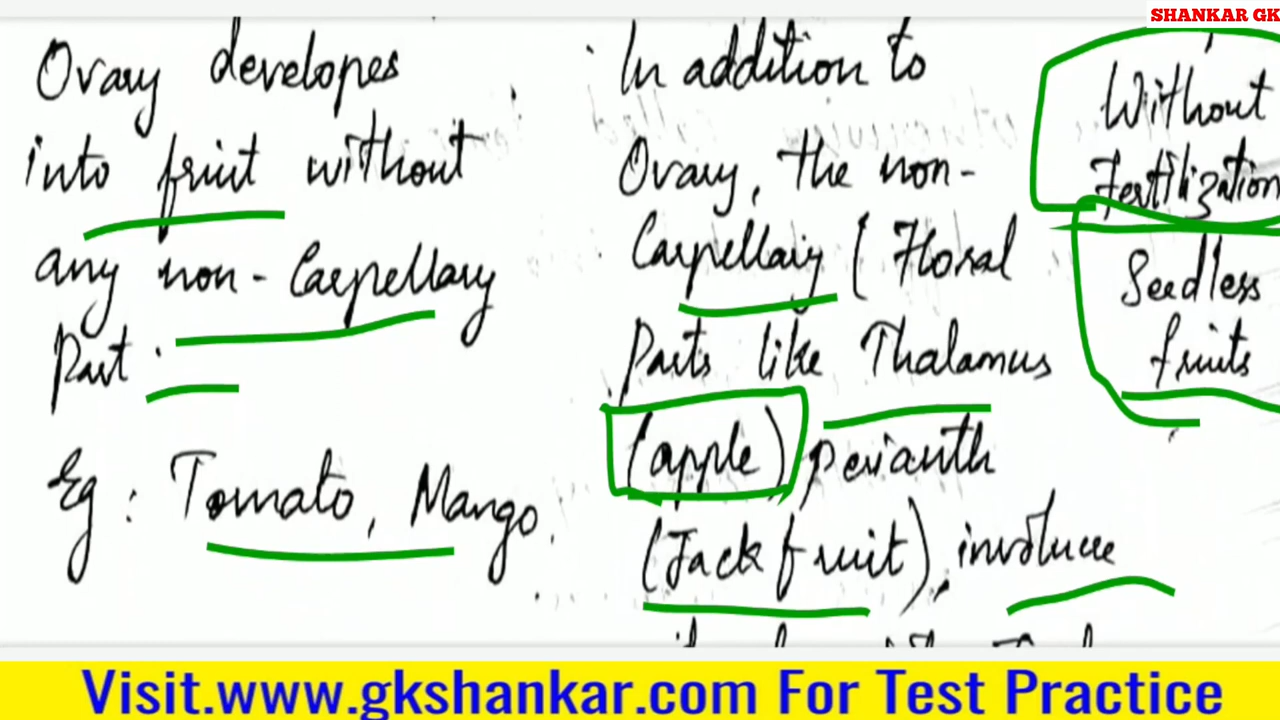 SHANKAR GK
Ovary developes
into fruit without
any non-Carpellary
Part.
Eg: Tomato, Mango.
In addition to
Ovary, the non-
Carpellary (Floral
Parts like Thalamus
(apple) perianth
(Jack fruit), involucre
Without
Fertilization
Seedless
fruits
Visit.www.gkshankar.com For Test Practice